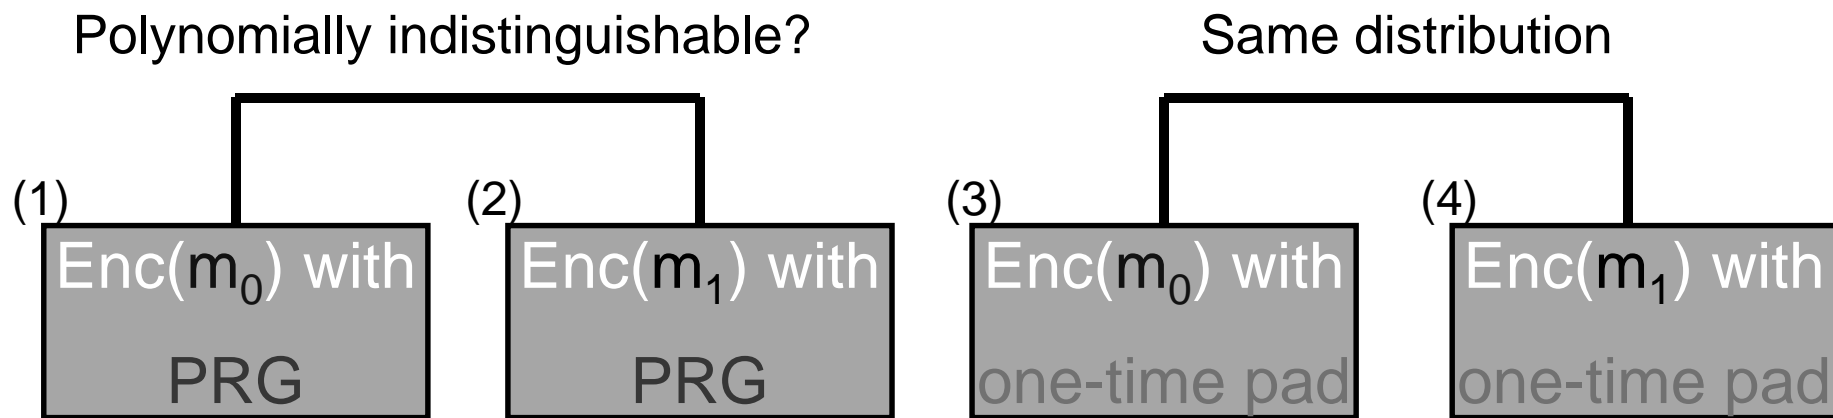 Polynomially indistinguishable?
Same distribution
(1)
Enc(m₀) with
PRG
(2)
Enc(m₁) with
PRG
(3)
Enc(m₀) with
one-time pad
(4)
Enc(m₁) with
one-time pad